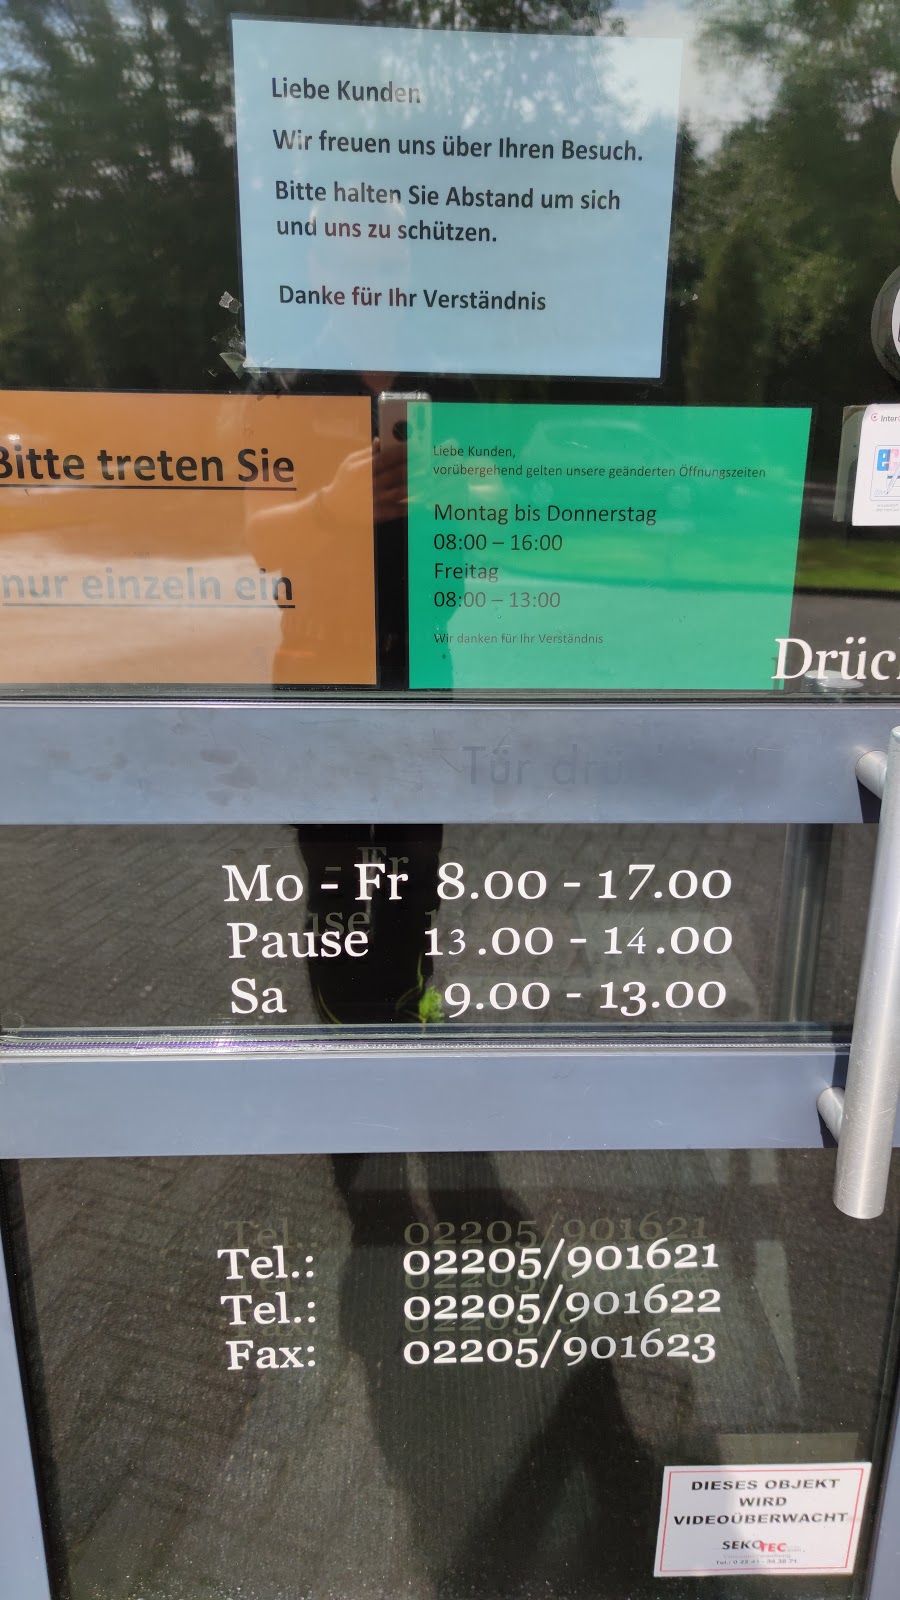 Liebe Kunden
Wir freuen uns über Ihren Besuch.
Bitte halten Sie Abstand um sich
und uns zu schützen.
Danke für Ihr Verständnis
Bitte treten Sie
nur einzeln ein
Liebe Kunden,
vorübergehend gelten unsere geänderten Öffnungszeiten
Montag bis Donnerstag
08:00 – 16:00
Freitag
08:00 – 13:00
Wir danken für Ihr Verständnis
Drüc
Tür drü
Mo - Fr 8.00 - 17.00
Pause 13.00 - 14.00
Sa 9.00 - 13.00
Tel.: 02205/901621
Tel.: 02205/901622
Fax: 02205/901623
DIESES OBJEKT
WIRD
VIDEOÜBERWACHT
SEKOTEC